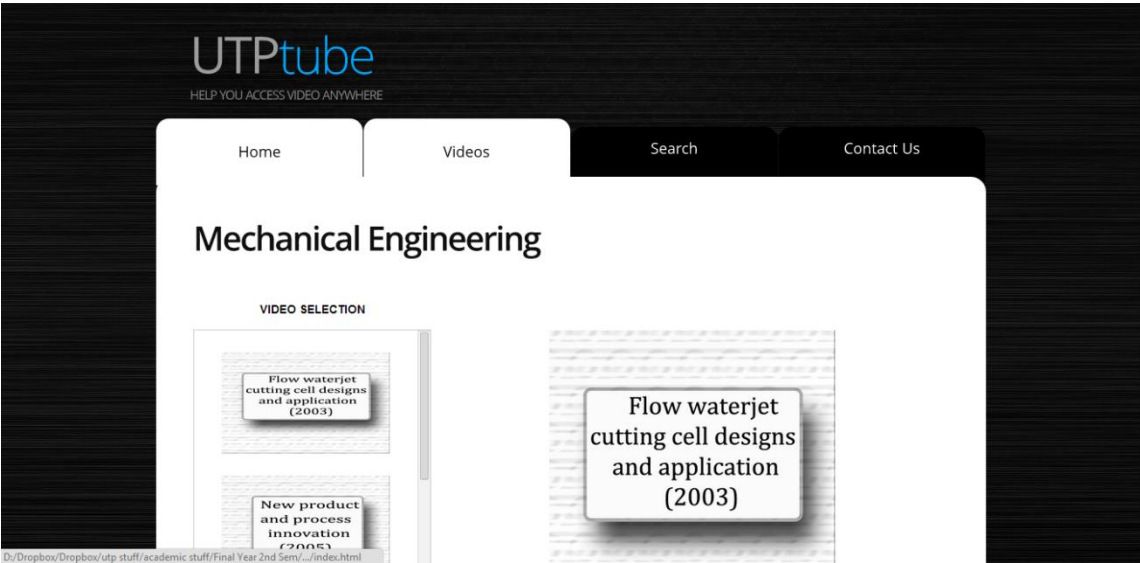 UTPtube
HELP YOU ACCESS VIDEO ANYWHERE
Home
Videos
Search
Contact Us
Mechanical Engineering
VIDEO SELECTION
Flow waterjet
cutting cell designs
and application
(2003)
New product
and process
innovation
(2005)
Flow waterjet
cutting cell designs
and application
(2003)
D:/Dropbox/Dropbox/utp stuff/academic stuff/Final Year 2nd Sem/.../index.html